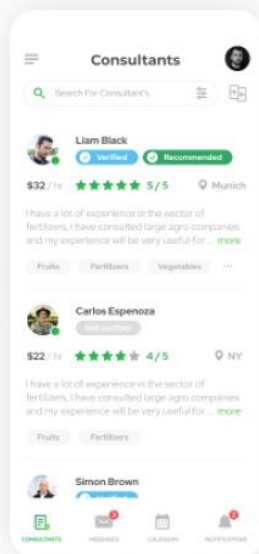 Consultants
Search For Consultant's
Liam Black
Verified Recommended
$32 / hr 5 / 5 Munich
I have a lot of experience in the sector of
fertilizers, I have consulted large agro companies
and my experience will be very useful for ... more
Fruits Fertilizers Vegetables ...
Carlos Espenoza
Not verified
$22 / hr 4 / 5 NY
I have a lot of experience in the sector of
fertilizers, I have consulted large agro companies
and my experience will be very useful for ... more
Fruits Fertilizers
Simon Brown
Verified
CONSULTANTS MESSAGES CALENDAR NOTIFICATIONS